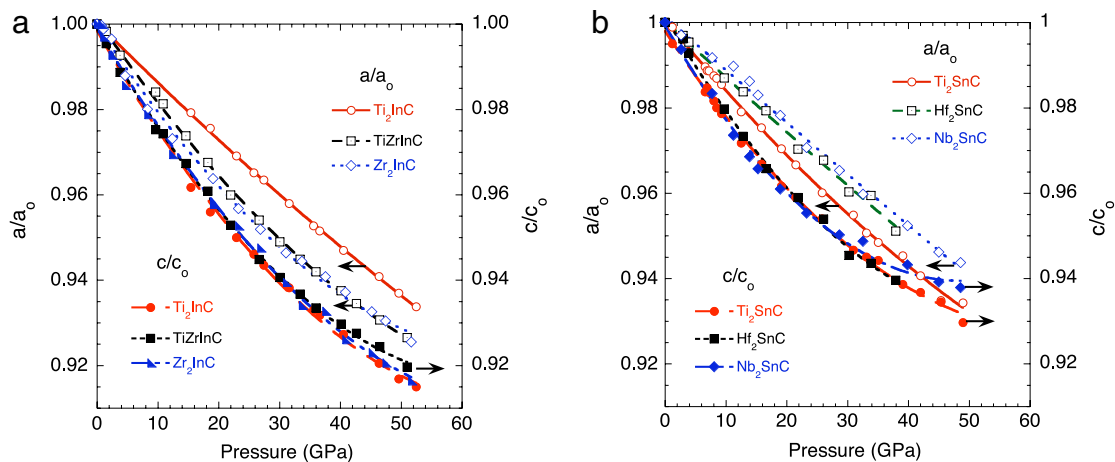 a
1.00
0.98
0.96
0.94
0.92
a/a₀
0 10 20 30 40 50 60
Pressure (GPa)
1.00
0.98
0.96
0.94
0.92
c/c₀
a/a₀
Ti₂InC
TiZrInC
Zr₂InC
c/c₀
Ti₂InC
TiZrInC
Zr₂InC
b
1
0.98
0.96
0.94
0.92
a/a₀
0 10 20 30 40 50 60
Pressure (GPa)
1
0.98
0.96
0.94
0.92
c/c₀
a/a₀
Ti₂SnC
Hf₂SnC
Nb₂SnC
c/c₀
Ti₂SnC
Hf₂SnC
Nb₂SnC